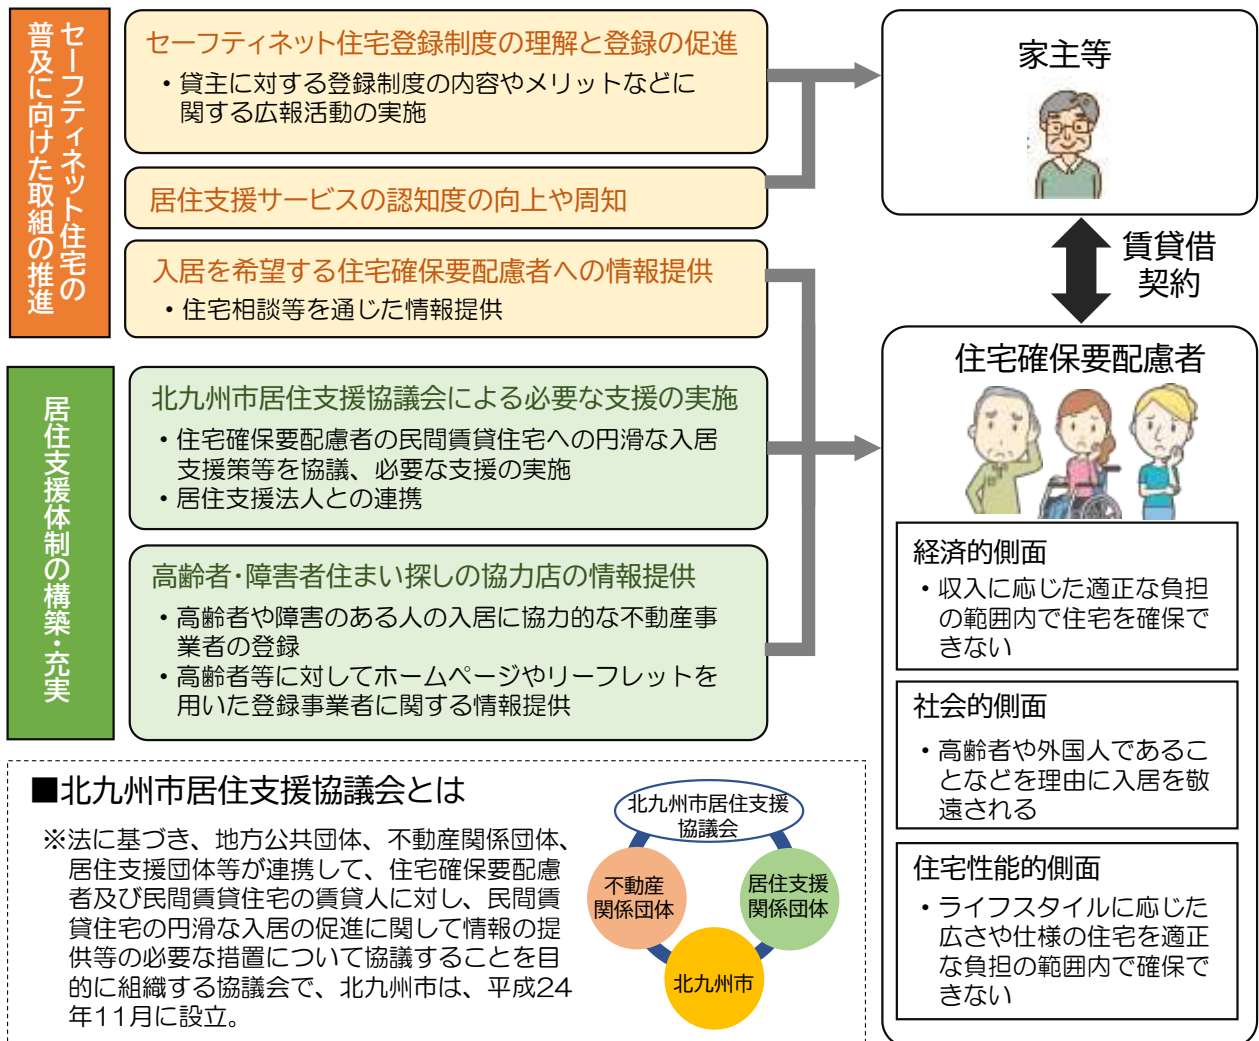 セーフティネット住宅の
普及に向けた取組の推進
セーフティネット住宅登録制度の理解と登録の促進
・貸主に対する登録制度の内容やメリットなどに
関する広報活動の実施
居住支援サービスの認知度の向上や周知
入居を希望する住宅確保要配慮者への情報提供
・住宅相談等を通じた情報提供
居住支援体制の構築・充実
北九州市居住支援協議会による必要な支援の実施
・住宅確保要配慮者の民間賃貸住宅への円滑な入居
支援策等を協議、必要な支援の実施
・居住支援法人との連携
高齢者・障害者住まい探しの協力店の情報提供
・高齢者や障害のある人の入居に協力的な不動産事
業者の登録
・高齢者等に対してホームページやリーフレットを
用いた登録事業者に関する情報提供
家主等
賃貸借
契約
住宅確保要配慮者
経済的側面
・収入に応じた適正な負担
の範囲内で住宅を確保で
きない
社会的側面
・高齢者や外国人であるこ
となどを理由に入居を敬
遠される
住宅性能的側面
・ライフスタイルに応じた
広さや仕様の住宅を適正
な負担の範囲内で確保で
きない
■北九州市居住支援協議会とは
※法に基づき、地方公共団体、不動産関係団体、
居住支援団体等が連携して、住宅確保要配慮
者及び民間賃貸住宅の賃貸人に対し、民間賃
貸住宅の円滑な入居の促進に関して情報の提
供等の必要な措置について協議することを目
的に組織する協議会で、北九州市は、平成24
年11月に設立。
北九州市居住支援
協議会
不動産
関係団体
居住支援
関係団体
北九州市